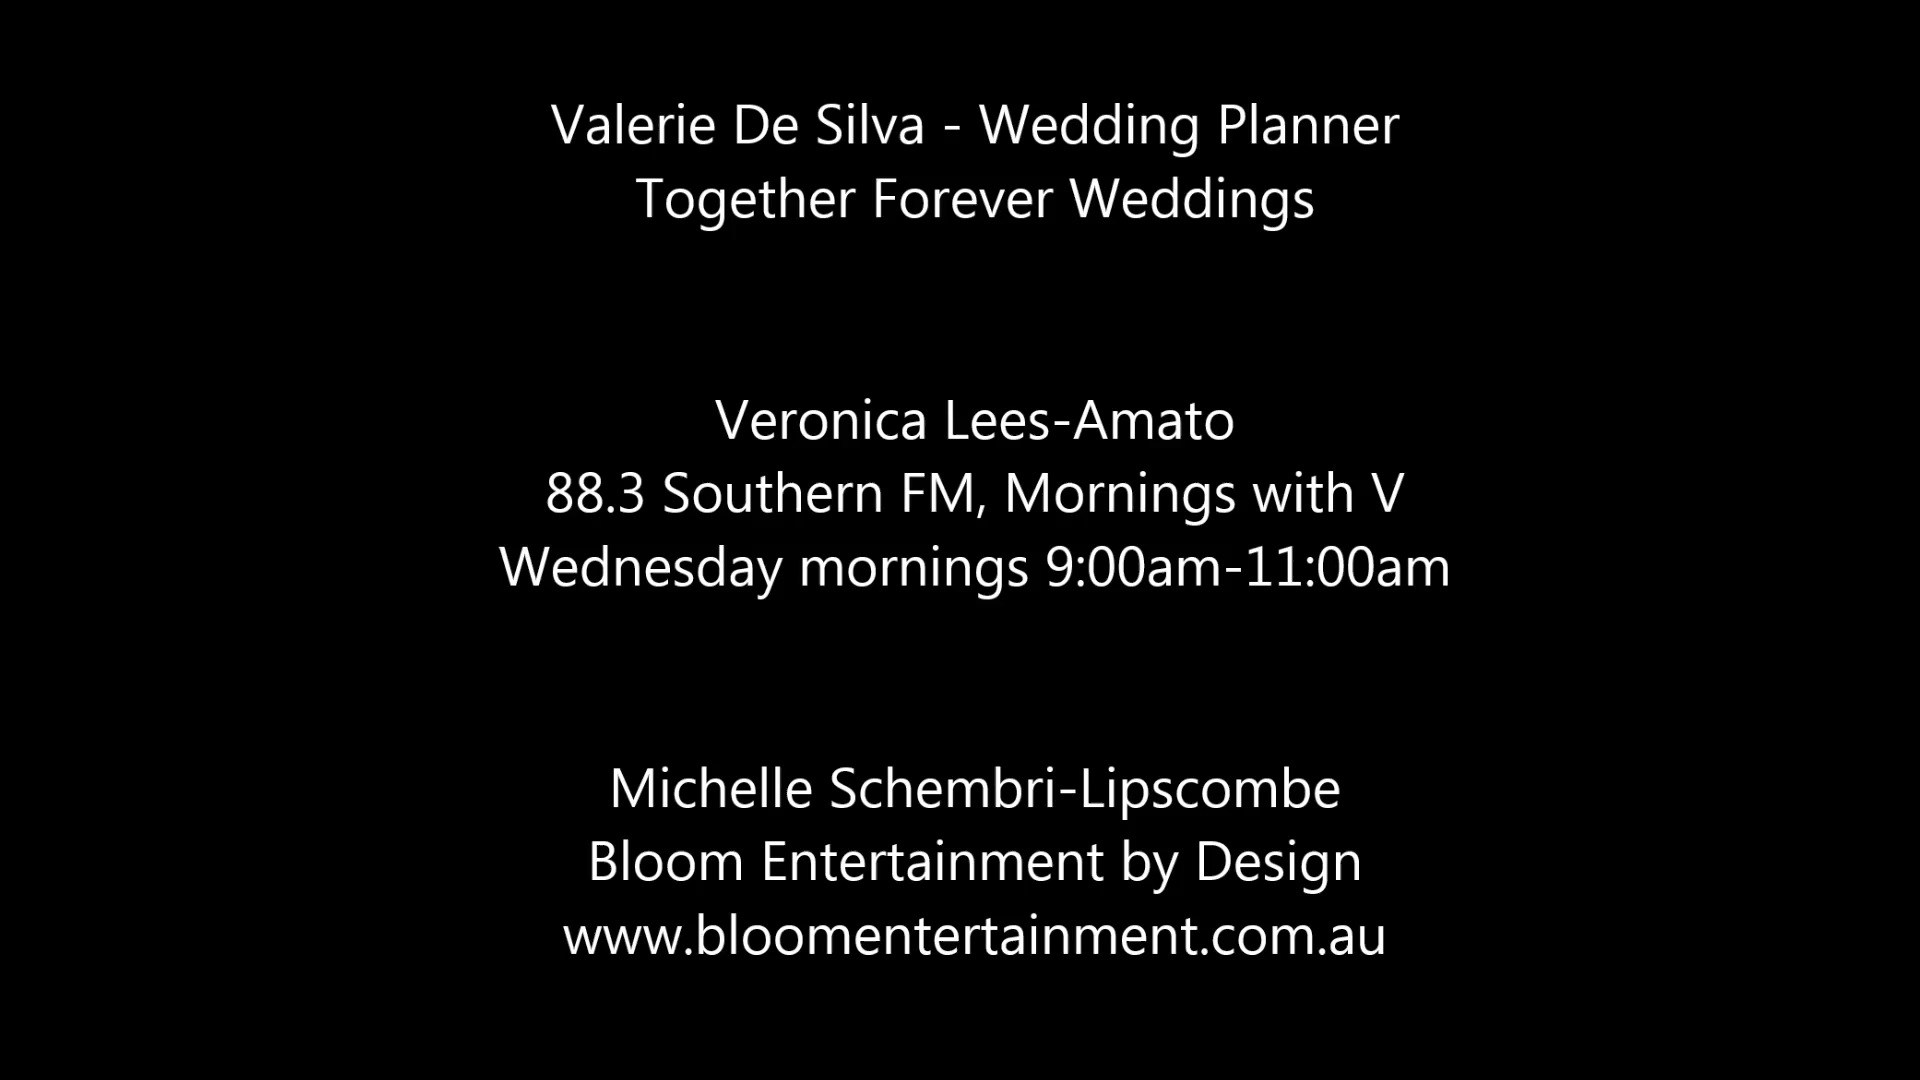 Valerie De Silva - Wedding Planner
Together Forever Weddings
Veronica Lees-Amato
88.3 Southern FM, Mornings with V
Wednesday mornings 9:00am-11:00am
Michelle Schembri-Lipscombe
Bloom Entertainment by Design
www.bloomentertainment.com.au